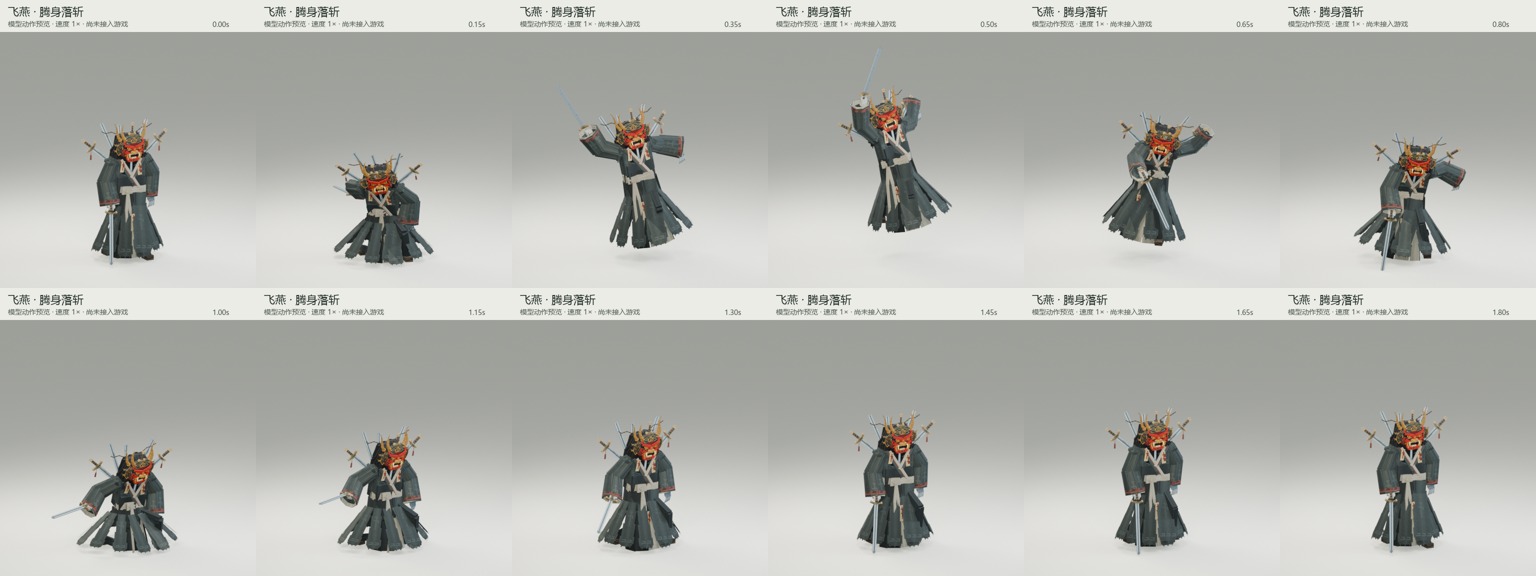 飞燕 · 腾身落斩
模型动作预览 · 速度 1× · 尚未接入游戏 0.00s
飞燕 · 腾身落斩
模型动作预览 · 速度 1× · 尚未接入游戏 0.15s
飞燕 · 腾身落斩
模型动作预览 · 速度 1× · 尚未接入游戏 0.35s
飞燕 · 腾身落斩
模型动作预览 · 速度 1× · 尚未接入游戏 0.50s
飞燕 · 腾身落斩
模型动作预览 · 速度 1× · 尚未接入游戏 0.65s
飞燕 · 腾身落斩
模型动作预览 · 速度 1× · 尚未接入游戏 0.80s
飞燕 · 腾身落斩
模型动作预览 · 速度 1× · 尚未接入游戏 1.00s
飞燕 · 腾身落斩
模型动作预览 · 速度 1× · 尚未接入游戏 1.15s
飞燕 · 腾身落斩
模型动作预览 · 速度 1× · 尚未接入游戏 1.30s
飞燕 · 腾身落斩
模型动作预览 · 速度 1× · 尚未接入游戏 1.45s
飞燕 · 腾身落斩
模型动作预览 · 速度 1× · 尚未接入游戏 1.65s
飞燕 · 腾身落斩
模型动作预览 · 速度 1× · 尚未接入游戏 1.80s